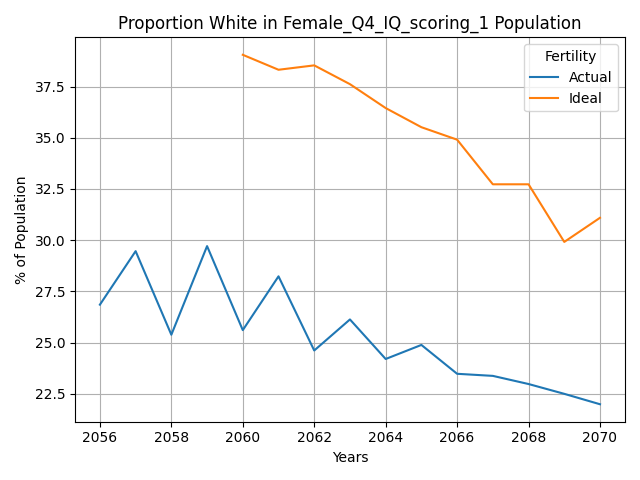 Proportion White in Female_Q4_IQ_scoring_1 Population
Fertility
Actual
Ideal
% of Population
37.5
35.0
32.5
30.0
27.5
25.0
22.5
2056 2058 2060 2062 2064 2066 2068 2070
Years